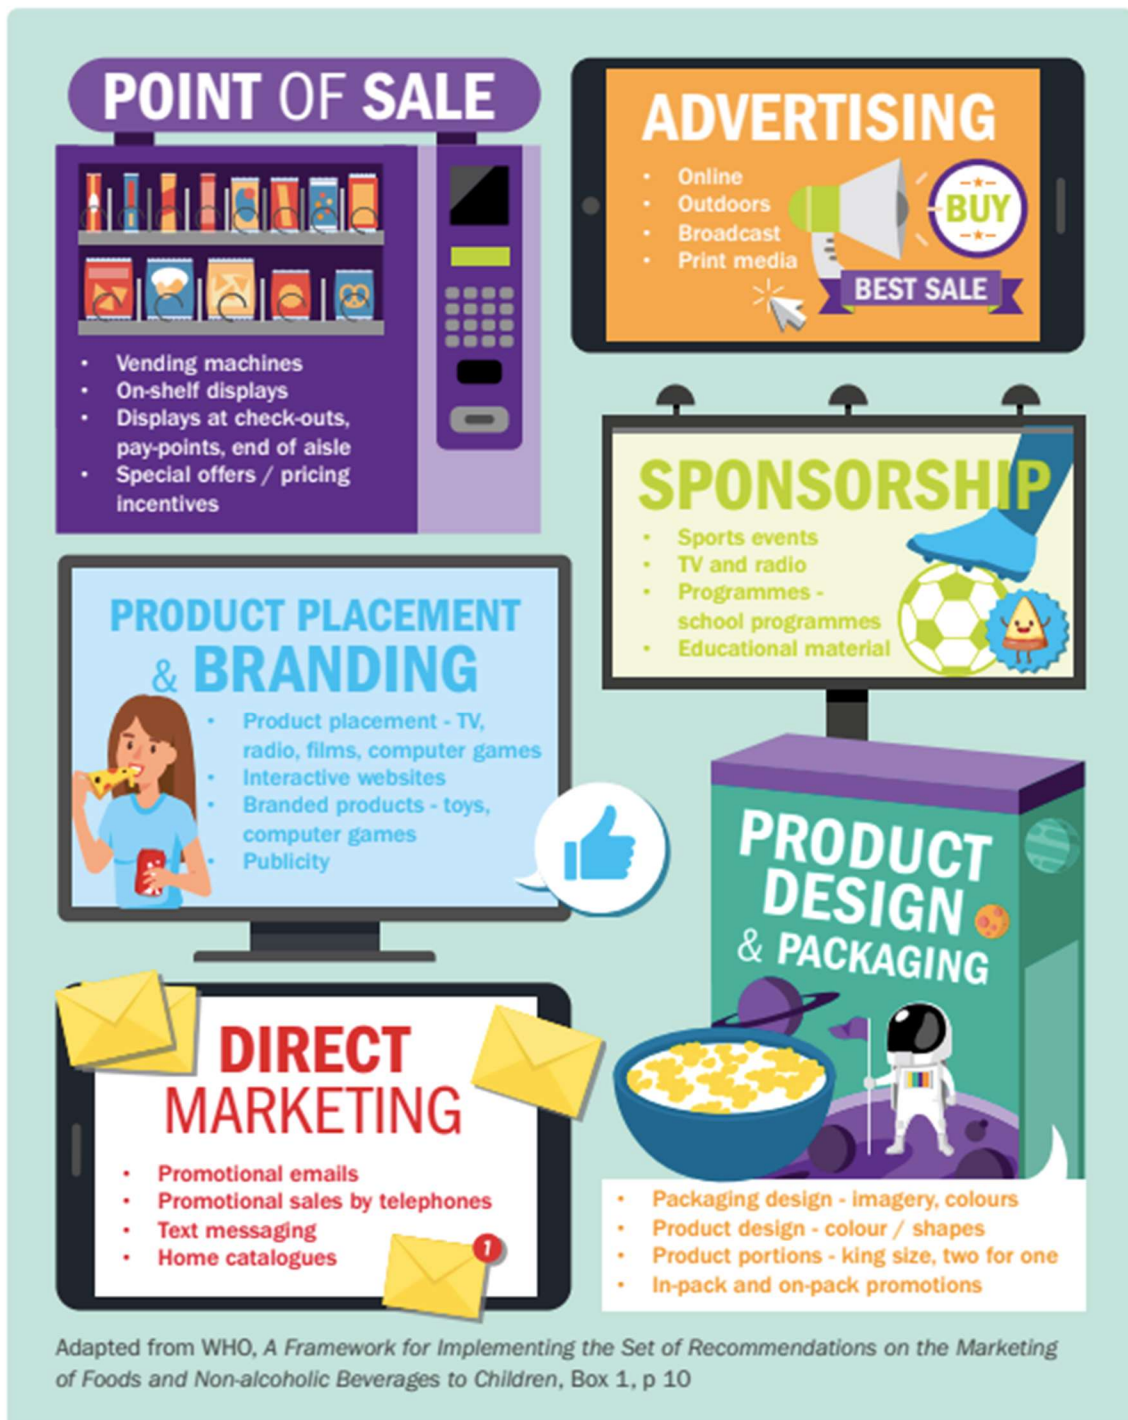 POINT OF SALE
• Vending machines
• On-shelf displays
• Displays at check-outs,
pay-points, end of aisle
• Special offers / pricing
incentives
ADVERTISING
• Online
• Outdoors
• Broadcast
• Print media
BUY
BEST SALE
SPONSORSHIP
• Sports events
• TV and radio
• Programmes -
school programmes
• Educational material
PRODUCT PLACEMENT
& BRANDING
• Product placement - TV,
radio, films, computer games
• Interactive websites
• Branded products - toys,
computer games
• Publicity
PRODUCT
DESIGN
& PACKAGING
• Packaging design - imagery, colours
• Product design - colour / shapes
• Product portions - king size, two for one
• In-pack and on-pack promotions
DIRECT
MARKETING
• Promotional emails
• Promotional sales by telephones
• Text messaging
• Home catalogues
1
Adapted from WHO, A Framework for Implementing the Set of Recommendations on the Marketing
of Foods and Non-alcoholic Beverages to Children, Box 1, p 10